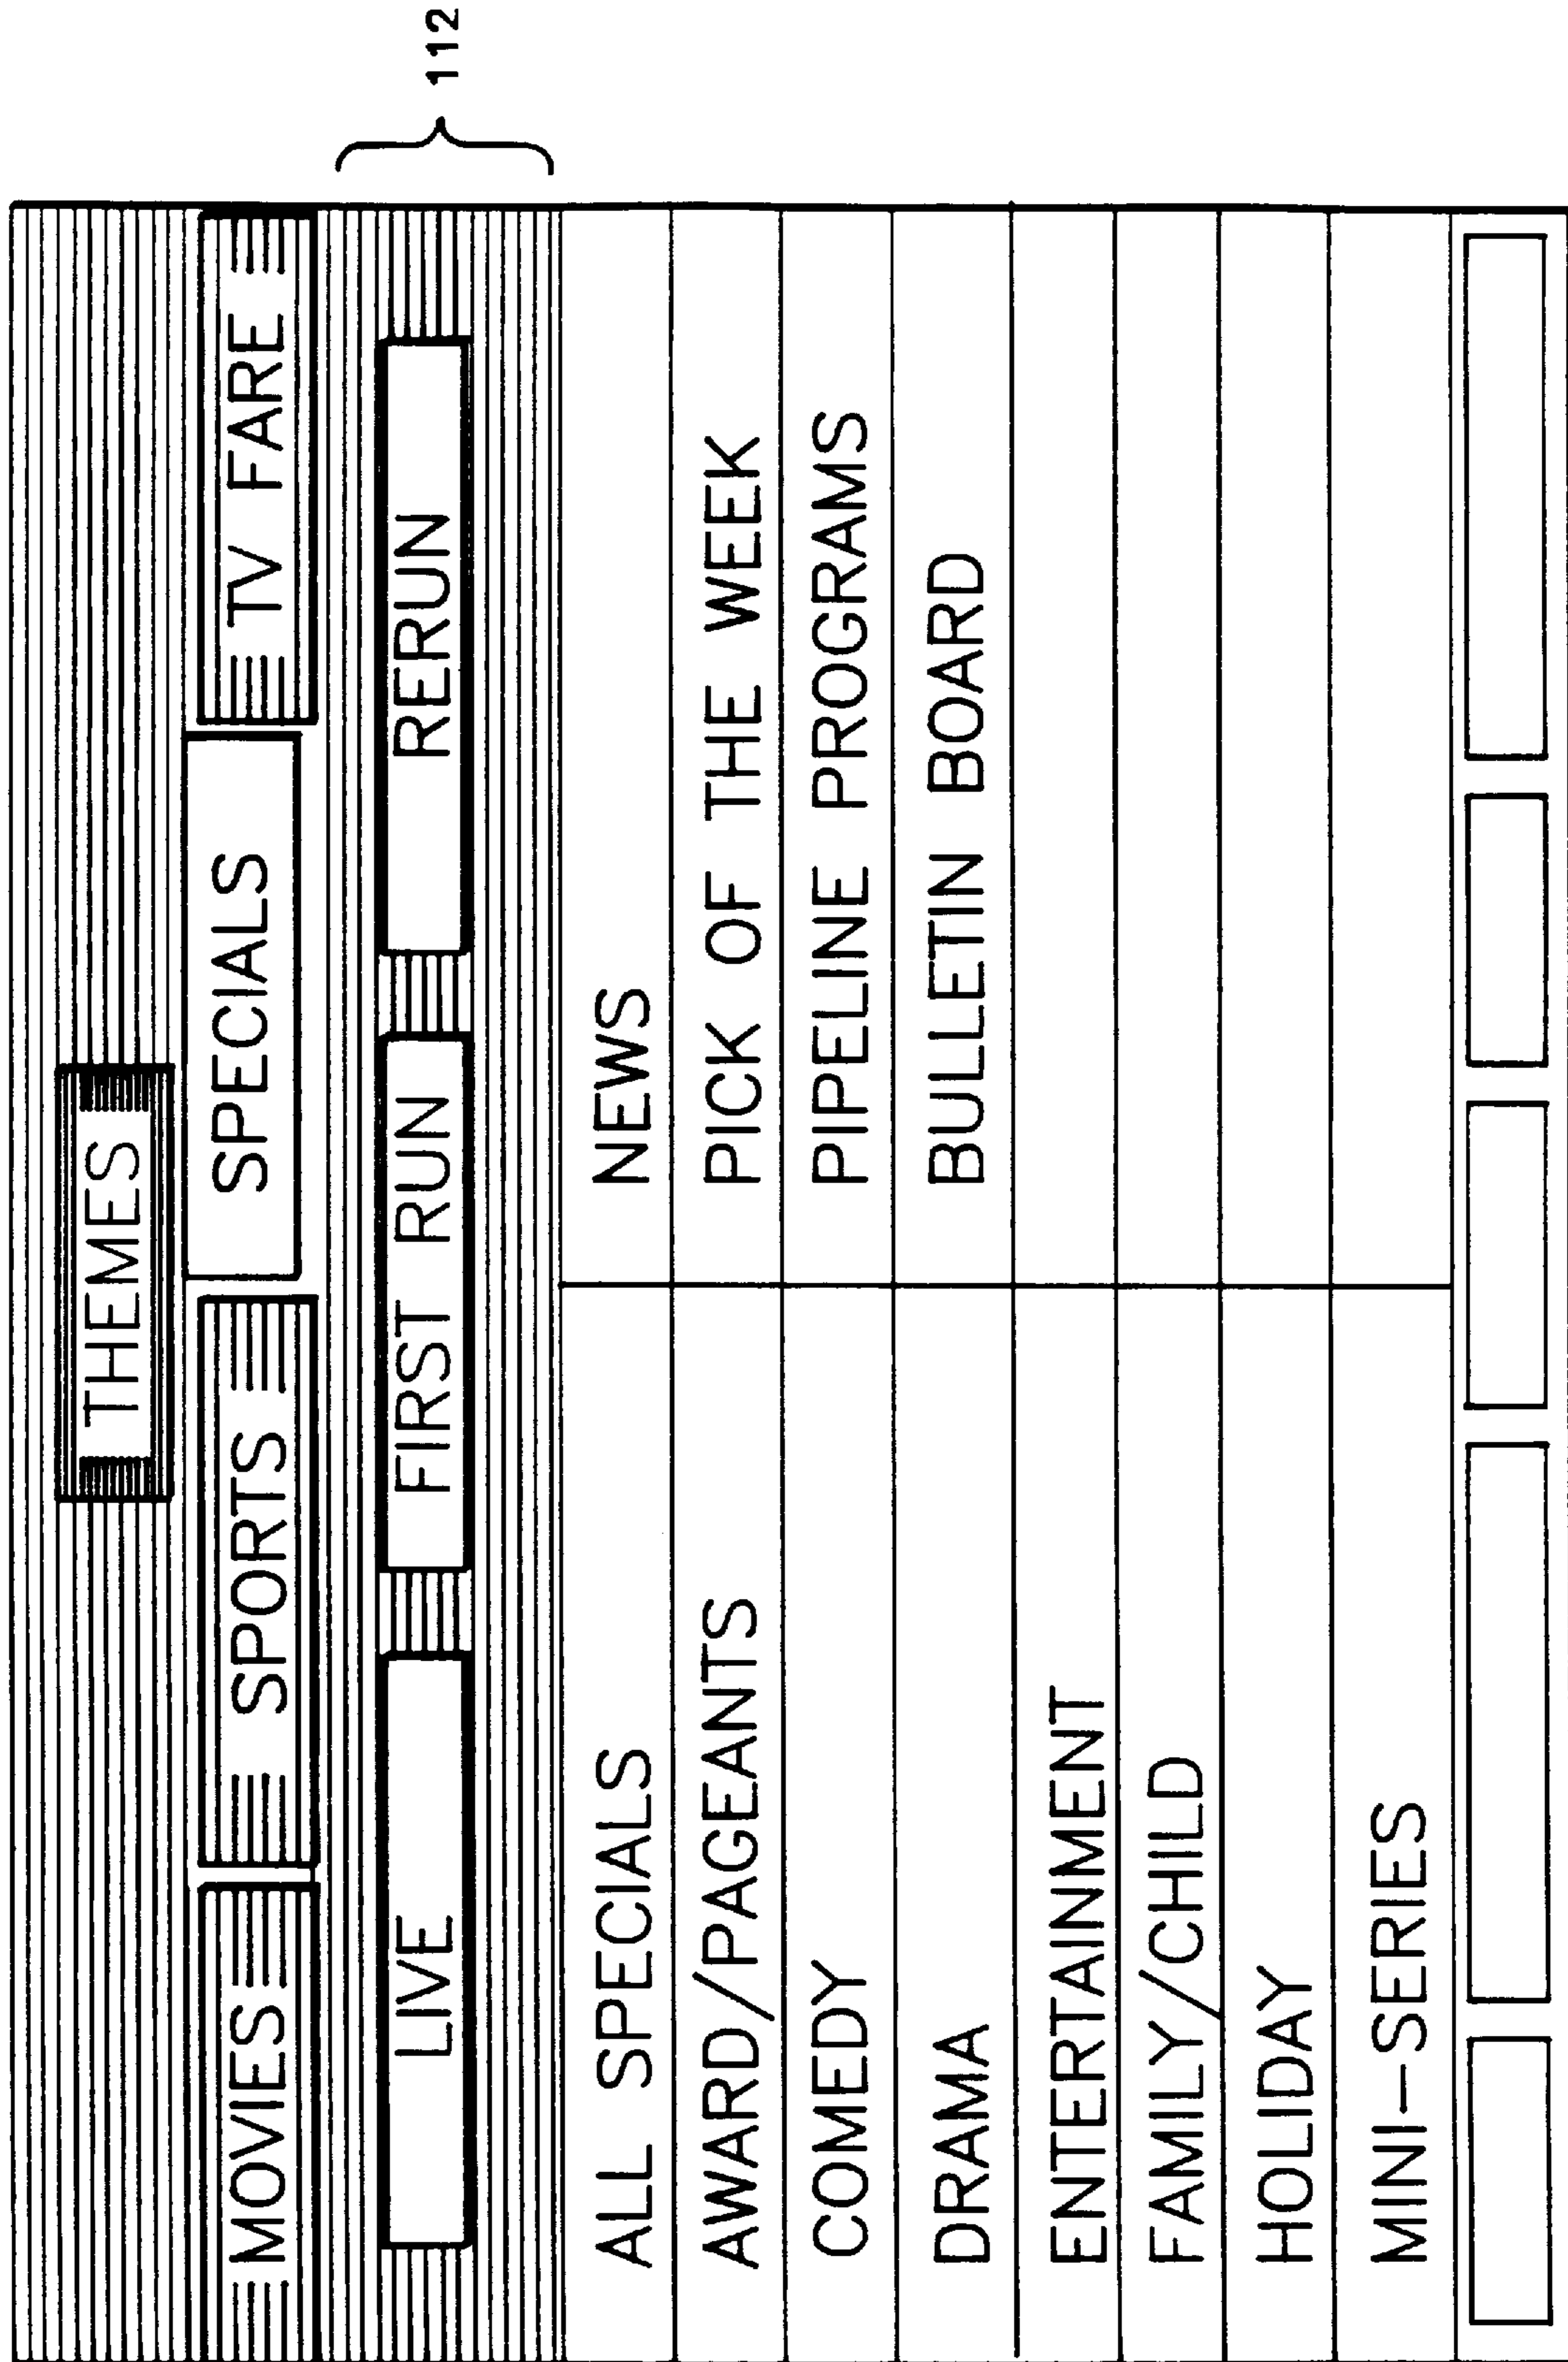 THEMES
MOVIES SPORTS SPECIALS TV FARE
LIVE FIRST RUN RERUN
112
ALL SPECIALS NEWS
AWARD/PAGEANTS PICK OF THE WEEK
COMEDY PIPELINE PROGRAMS
DRAMA BULLETIN BOARD
ENTERTAINMENT
FAMILY/CHILD
HOLIDAY
MINI-SERIES